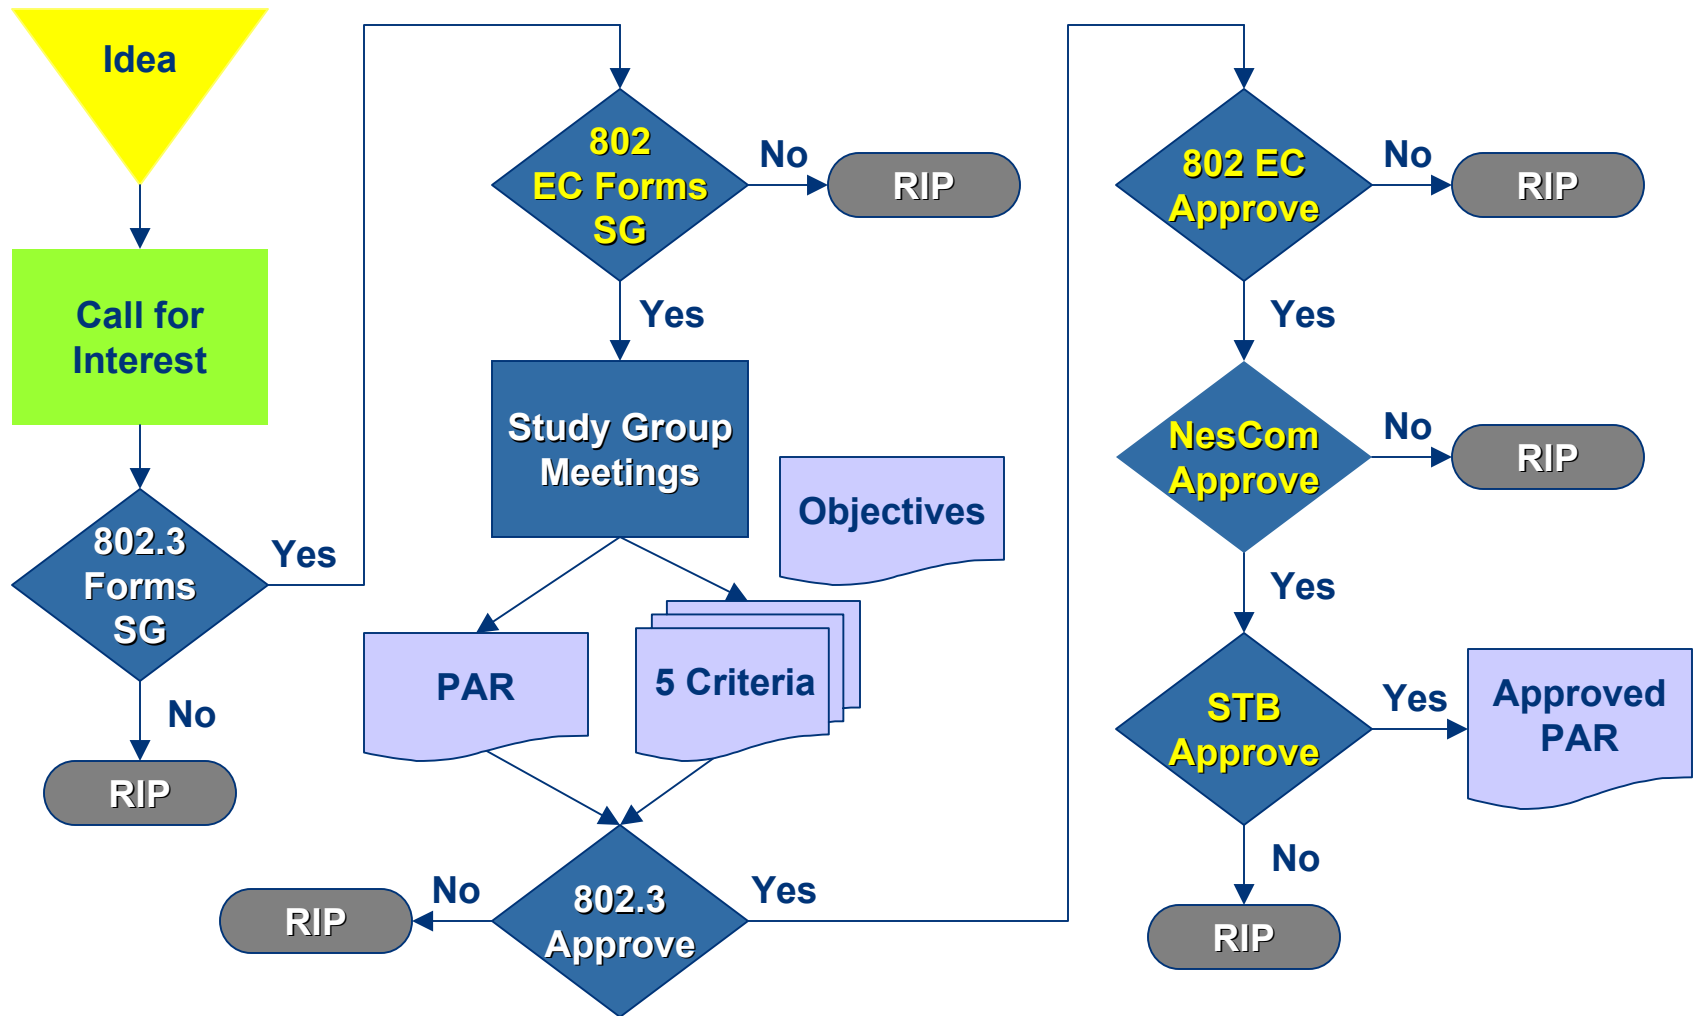 Idea
Call for
Interest
802.3
Forms
SG
Yes
No
RIP
802
EC Forms
SG
No
RIP
Yes
Study Group
Meetings
Objectives
PAR
5 Criteria
802.3
Approve
No
RIP
Yes
802 EC
Approve
No
RIP
Yes
NesCom
Approve
No
RIP
Yes
STB
Approve
Yes
Approved
PAR
No
RIP